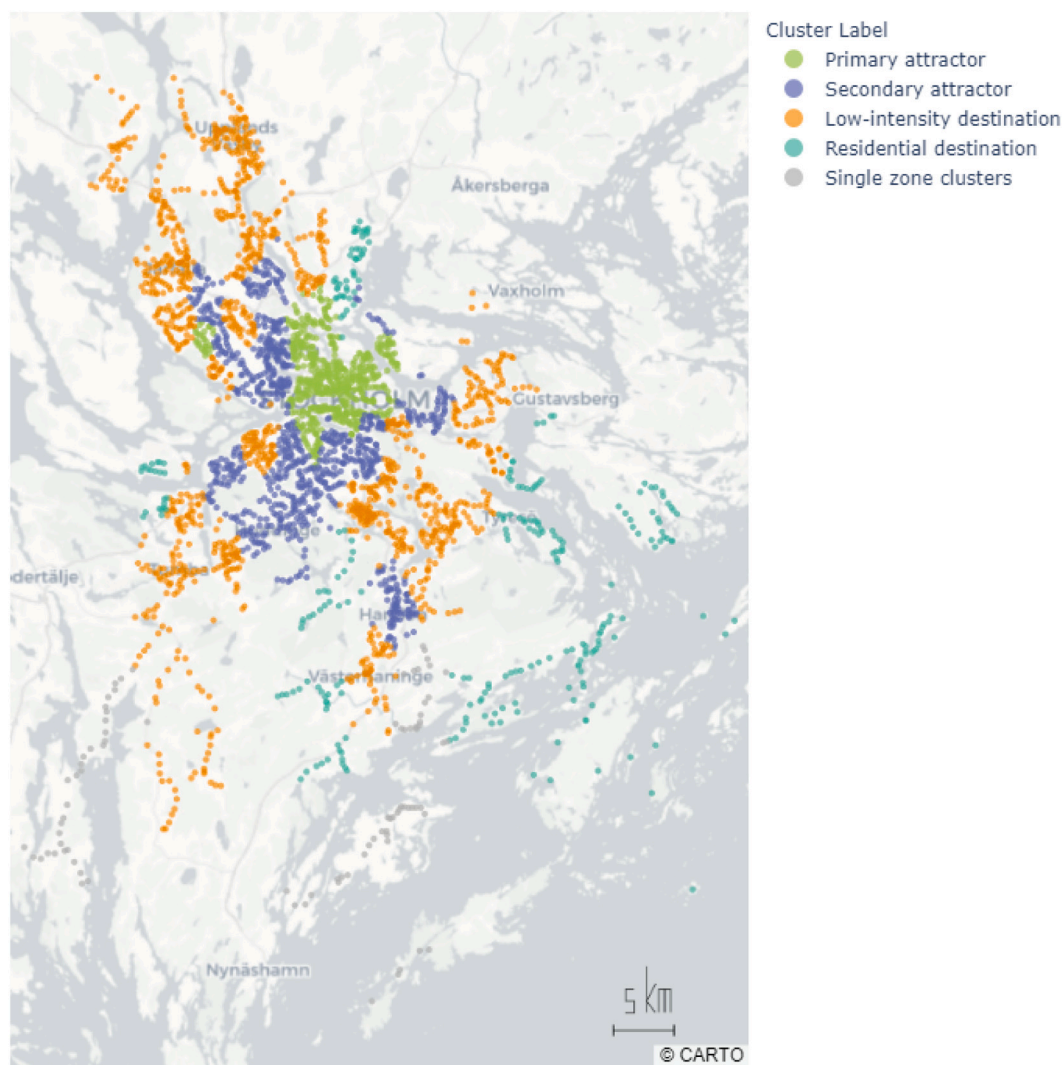 Cluster Label
Primary attractor
Secondary attractor
Low-intensity destination
Residential destination
Single zone clusters
Åkersberga
Vaxholm
Gustavsberg
dertälje
Västerhaninge
Nynäshamn
5 km
© CARTO